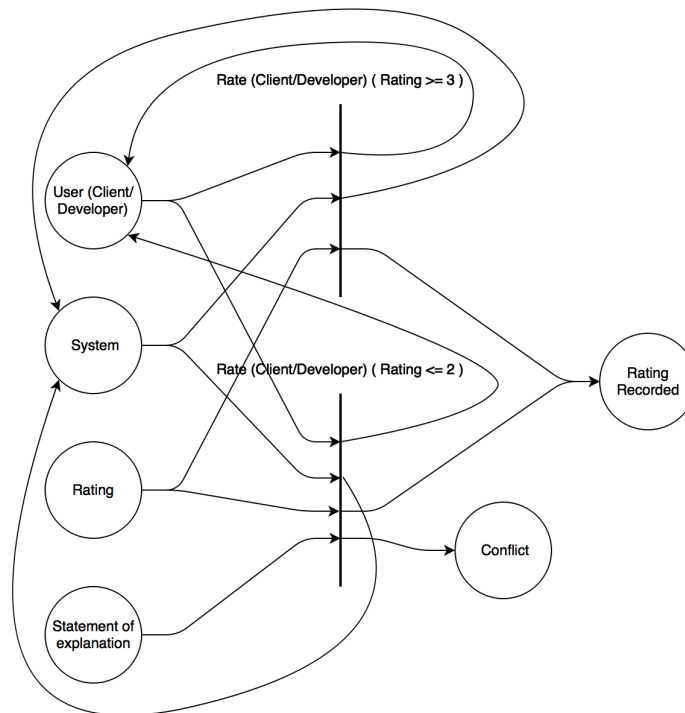 Rate (Client/Developer) ( Rating >= 3 )
User (Client/
Developer)
System
Rate (Client/Developer) ( Rating <= 2 )
Rating
Recorded
Rating
Conflict
Statement of
explanation